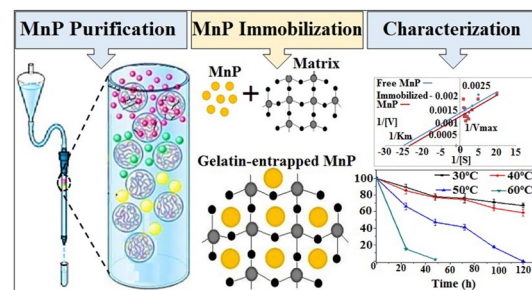 MnP Purification
MnP Immobilization
Characterization
MnP
Matrix
+
Gelatin-entrapped MnP
Free MnP
Immobilized
MnP
0.0025
0.002
0.0015
0.001
0.0005
1/[V]
1/Km
1/Vmax
-30 -25 -20 -15 -10 -5 0 5 10 15 20
1/[S]
30°C
40°C
50°C
60°C
100
80
60
40
20
0
0 20 40 60 80 100 120
Time (h)